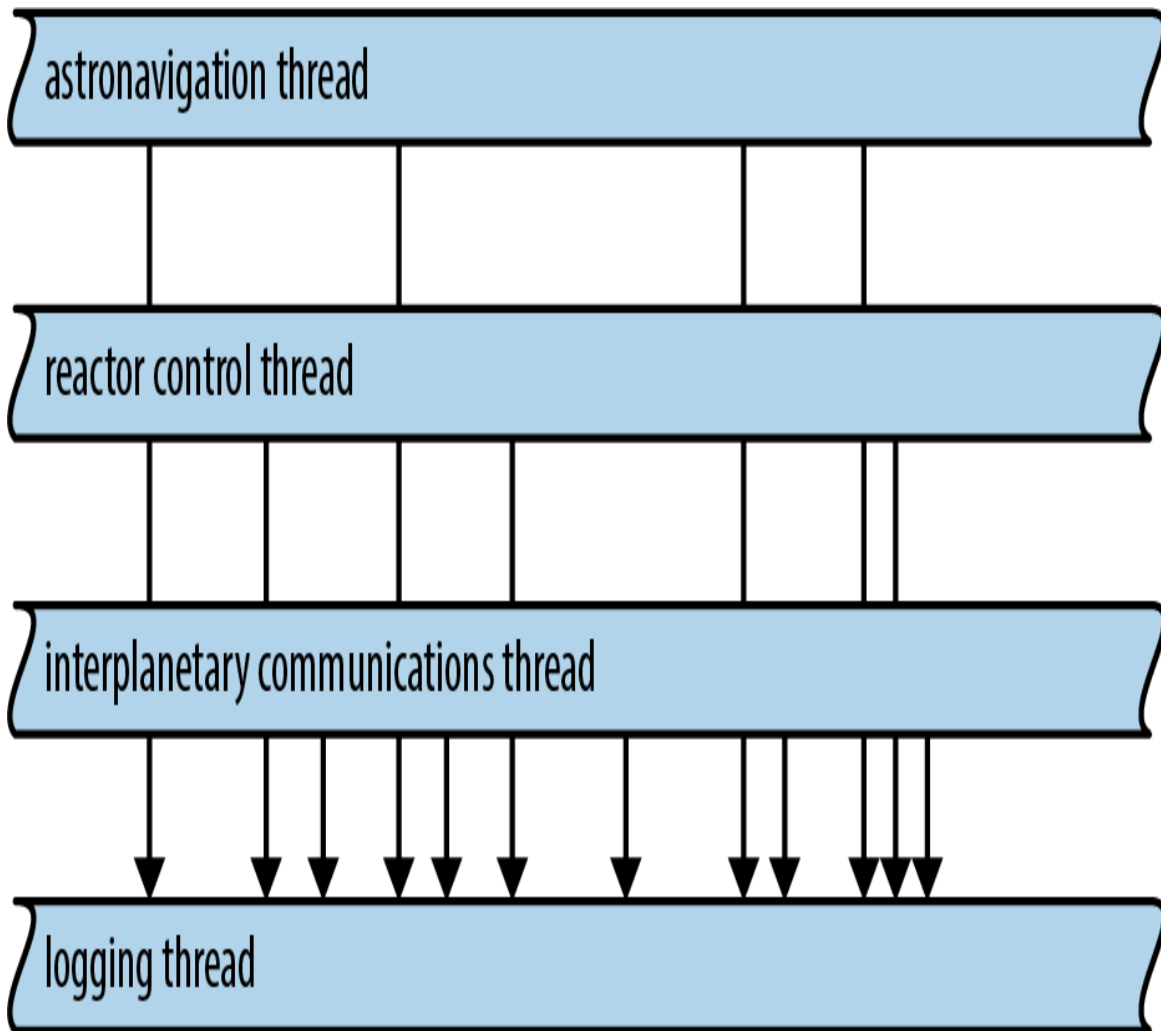 astronavigation thread
reactor control thread
interplanetary communications thread
logging thread